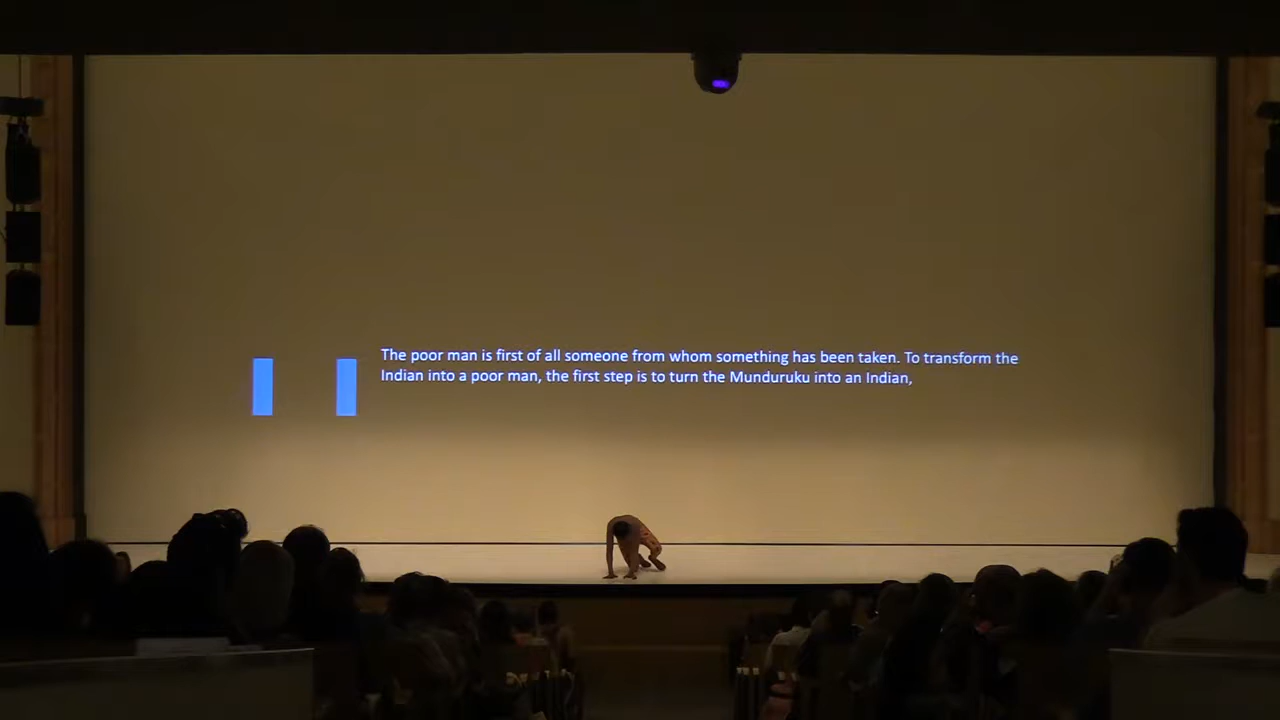 The poor man is first of all someone from whom something has been taken. To transform the
Indian into a poor man, the first step is to turn the Munduruku into an Indian,